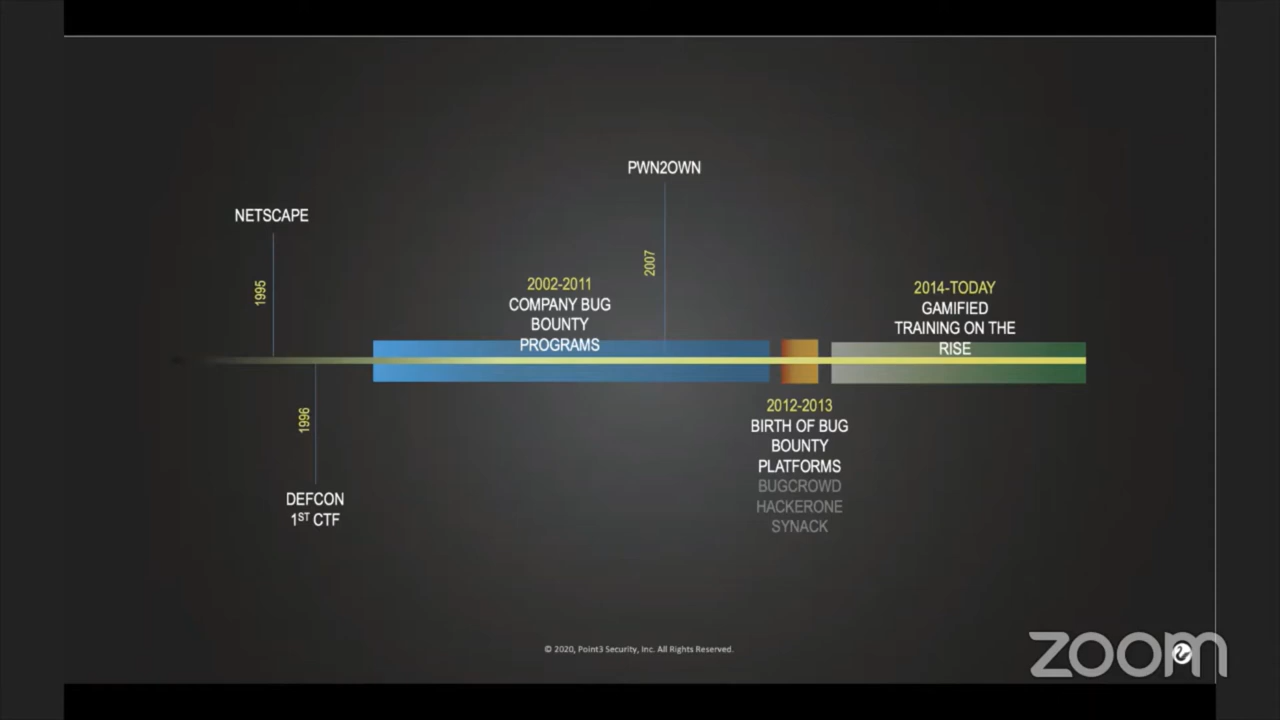 PWN2OWN
NETSCAPE
2007
1995
2002-2011
COMPANY BUG
BOUNTY
PROGRAMS
2014-TODAY
GAMIFIED
TRAINING ON THE
RISE
1996
2012-2013
BIRTH OF BUG
BOUNTY
PLATFORMS
BUGCROWD
HACKERONE
SYNACK
DEFCON
1ST CTF
© 2020, Point3 Security, Inc. All Rights Reserved.
zoom